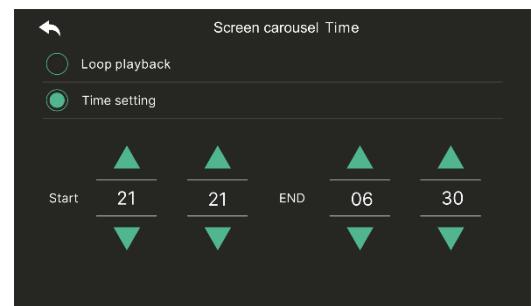 Screen carousel Time
Loop playback
Time setting
Start 21 21 END 06 30